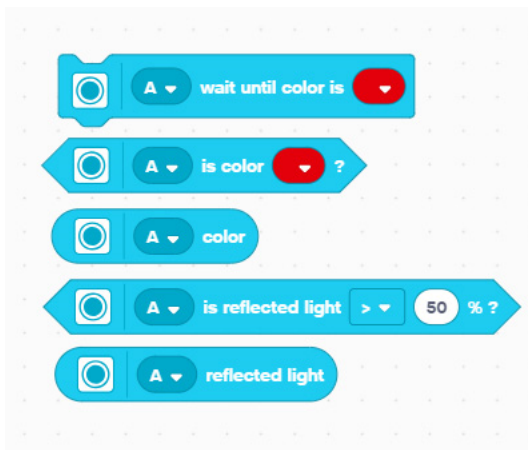 A wait until color is
A is color ?
A color
A is reflected light > 50 % ?
A reflected light